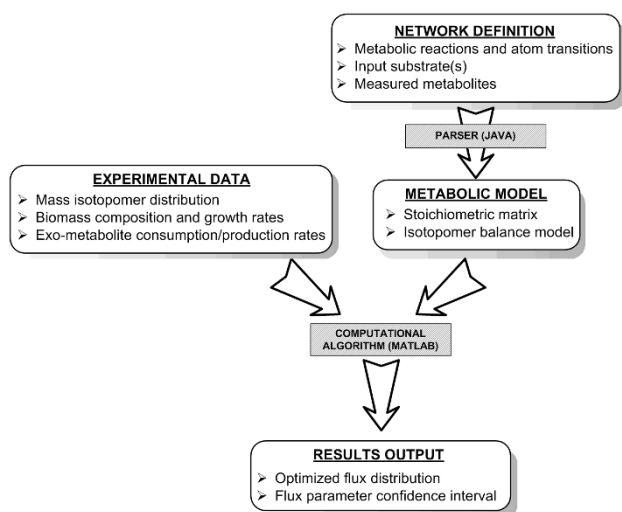 NETWORK DEFINITION
➢ Metabolic reactions and atom transitions
➢ Input substrate(s)
➢ Measured metabolites
PARSER (JAVA)
EXPERIMENTAL DATA
➢ Mass isotopomer distribution
➢ Biomass composition and growth rates
➢ Exo-metabolite consumption/production rates
METABOLIC MODEL
➢ Stoichiometric matrix
➢ Isotopomer balance model
COMPUTATIONAL
ALGORITHM (MATLAB)
RESULTS OUTPUT
➢ Optimized flux distribution
➢ Flux parameter confidence interval